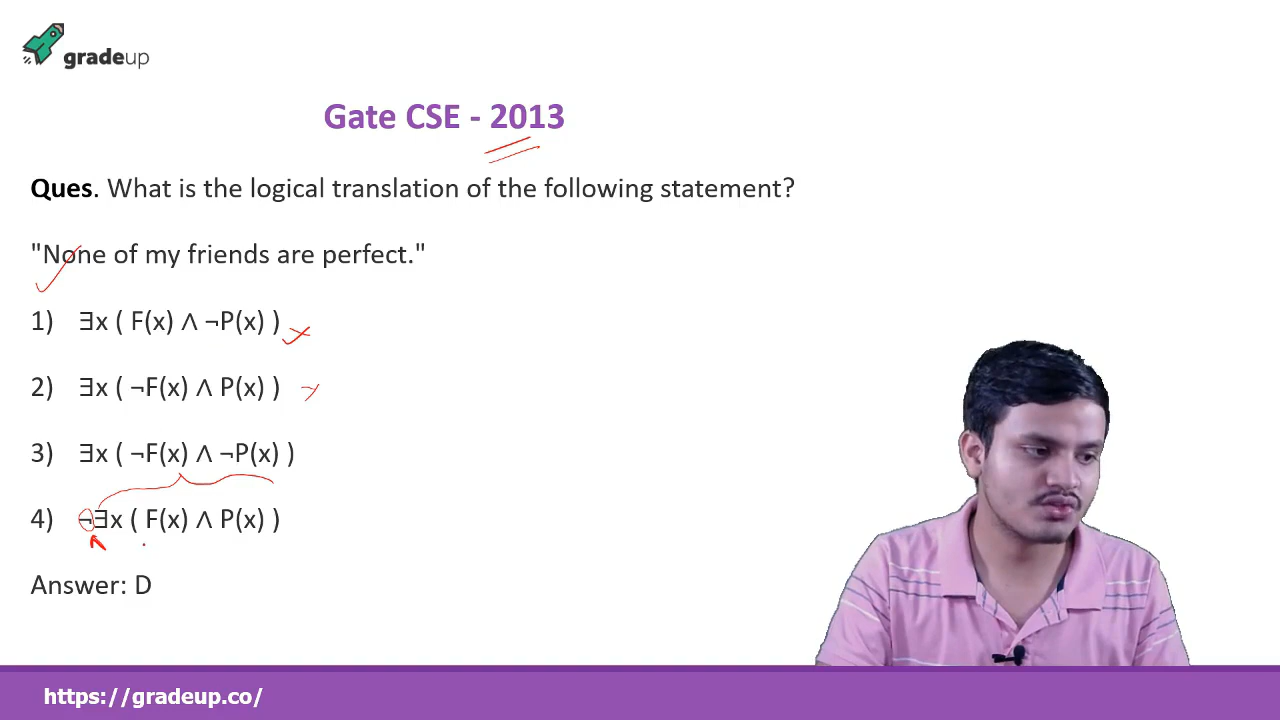 gradeup
Gate CSE - 2013
Ques. What is the logical translation of the following statement?
"None of my friends are perfect."
1) ∃x ( F(x) ∧ ¬P(x) )
2) ∃x ( ¬F(x) ∧ P(x) )
3) ∃x ( ¬F(x) ∧ ¬P(x) )
4) ¬∃x ( F(x) ∧ P(x) )
Answer: D
https://gradeup.co/